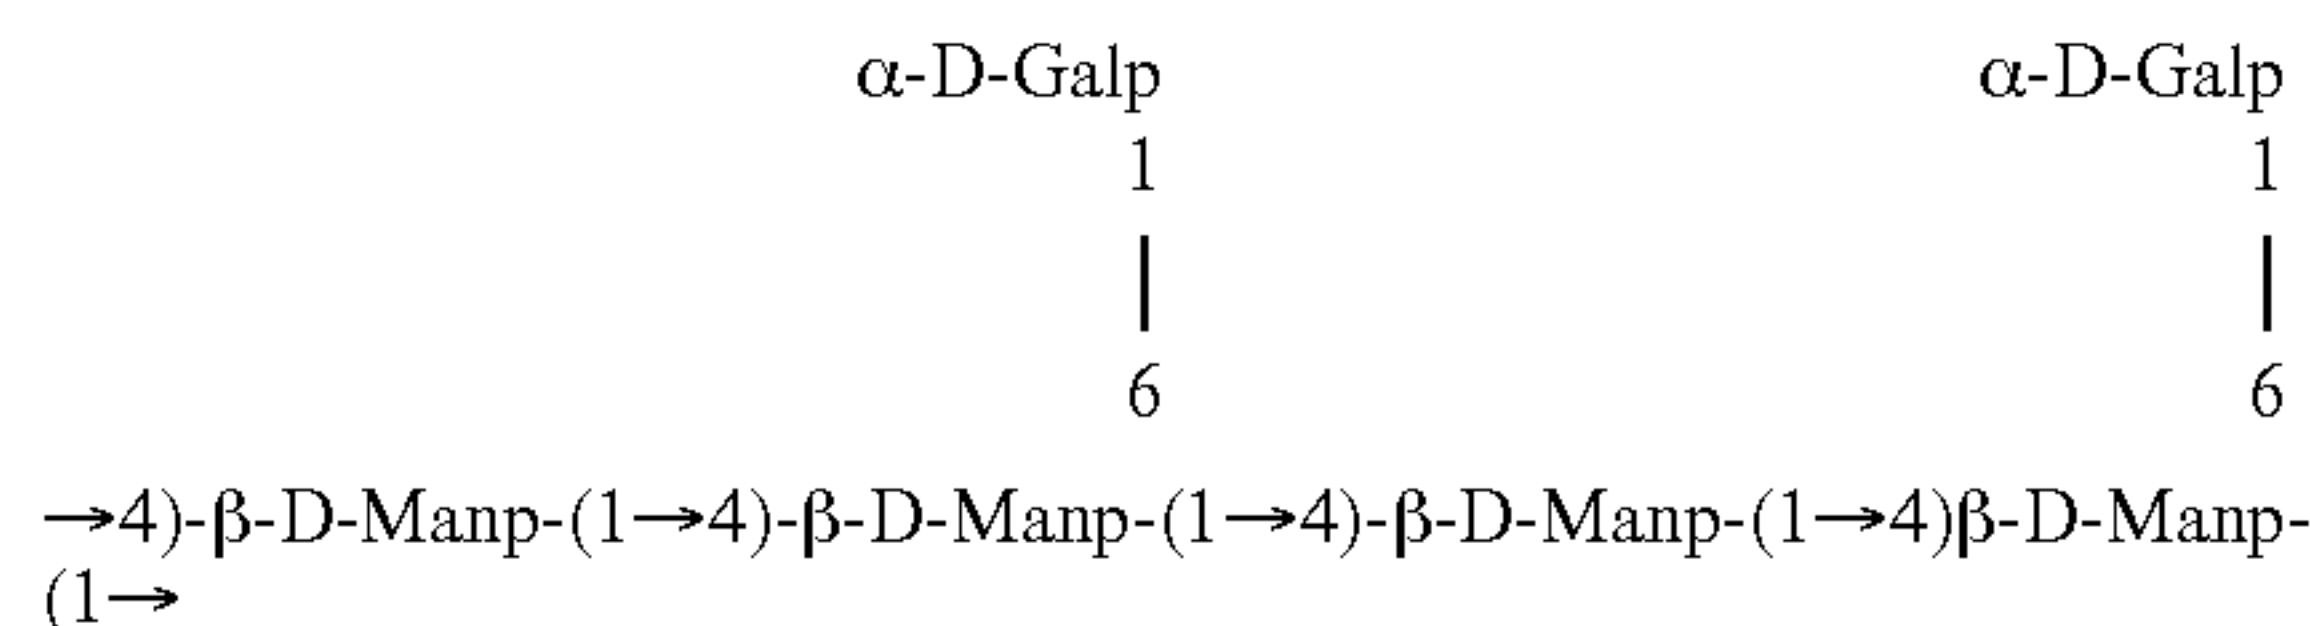 α-D-Galp α-D-Galp
1 1
| |
6 6
→4)-β-D-Manp-(1→4)-β-D-Manp-(1→4)-β-D-Manp-(1→4)β-D-Manp-
(1→